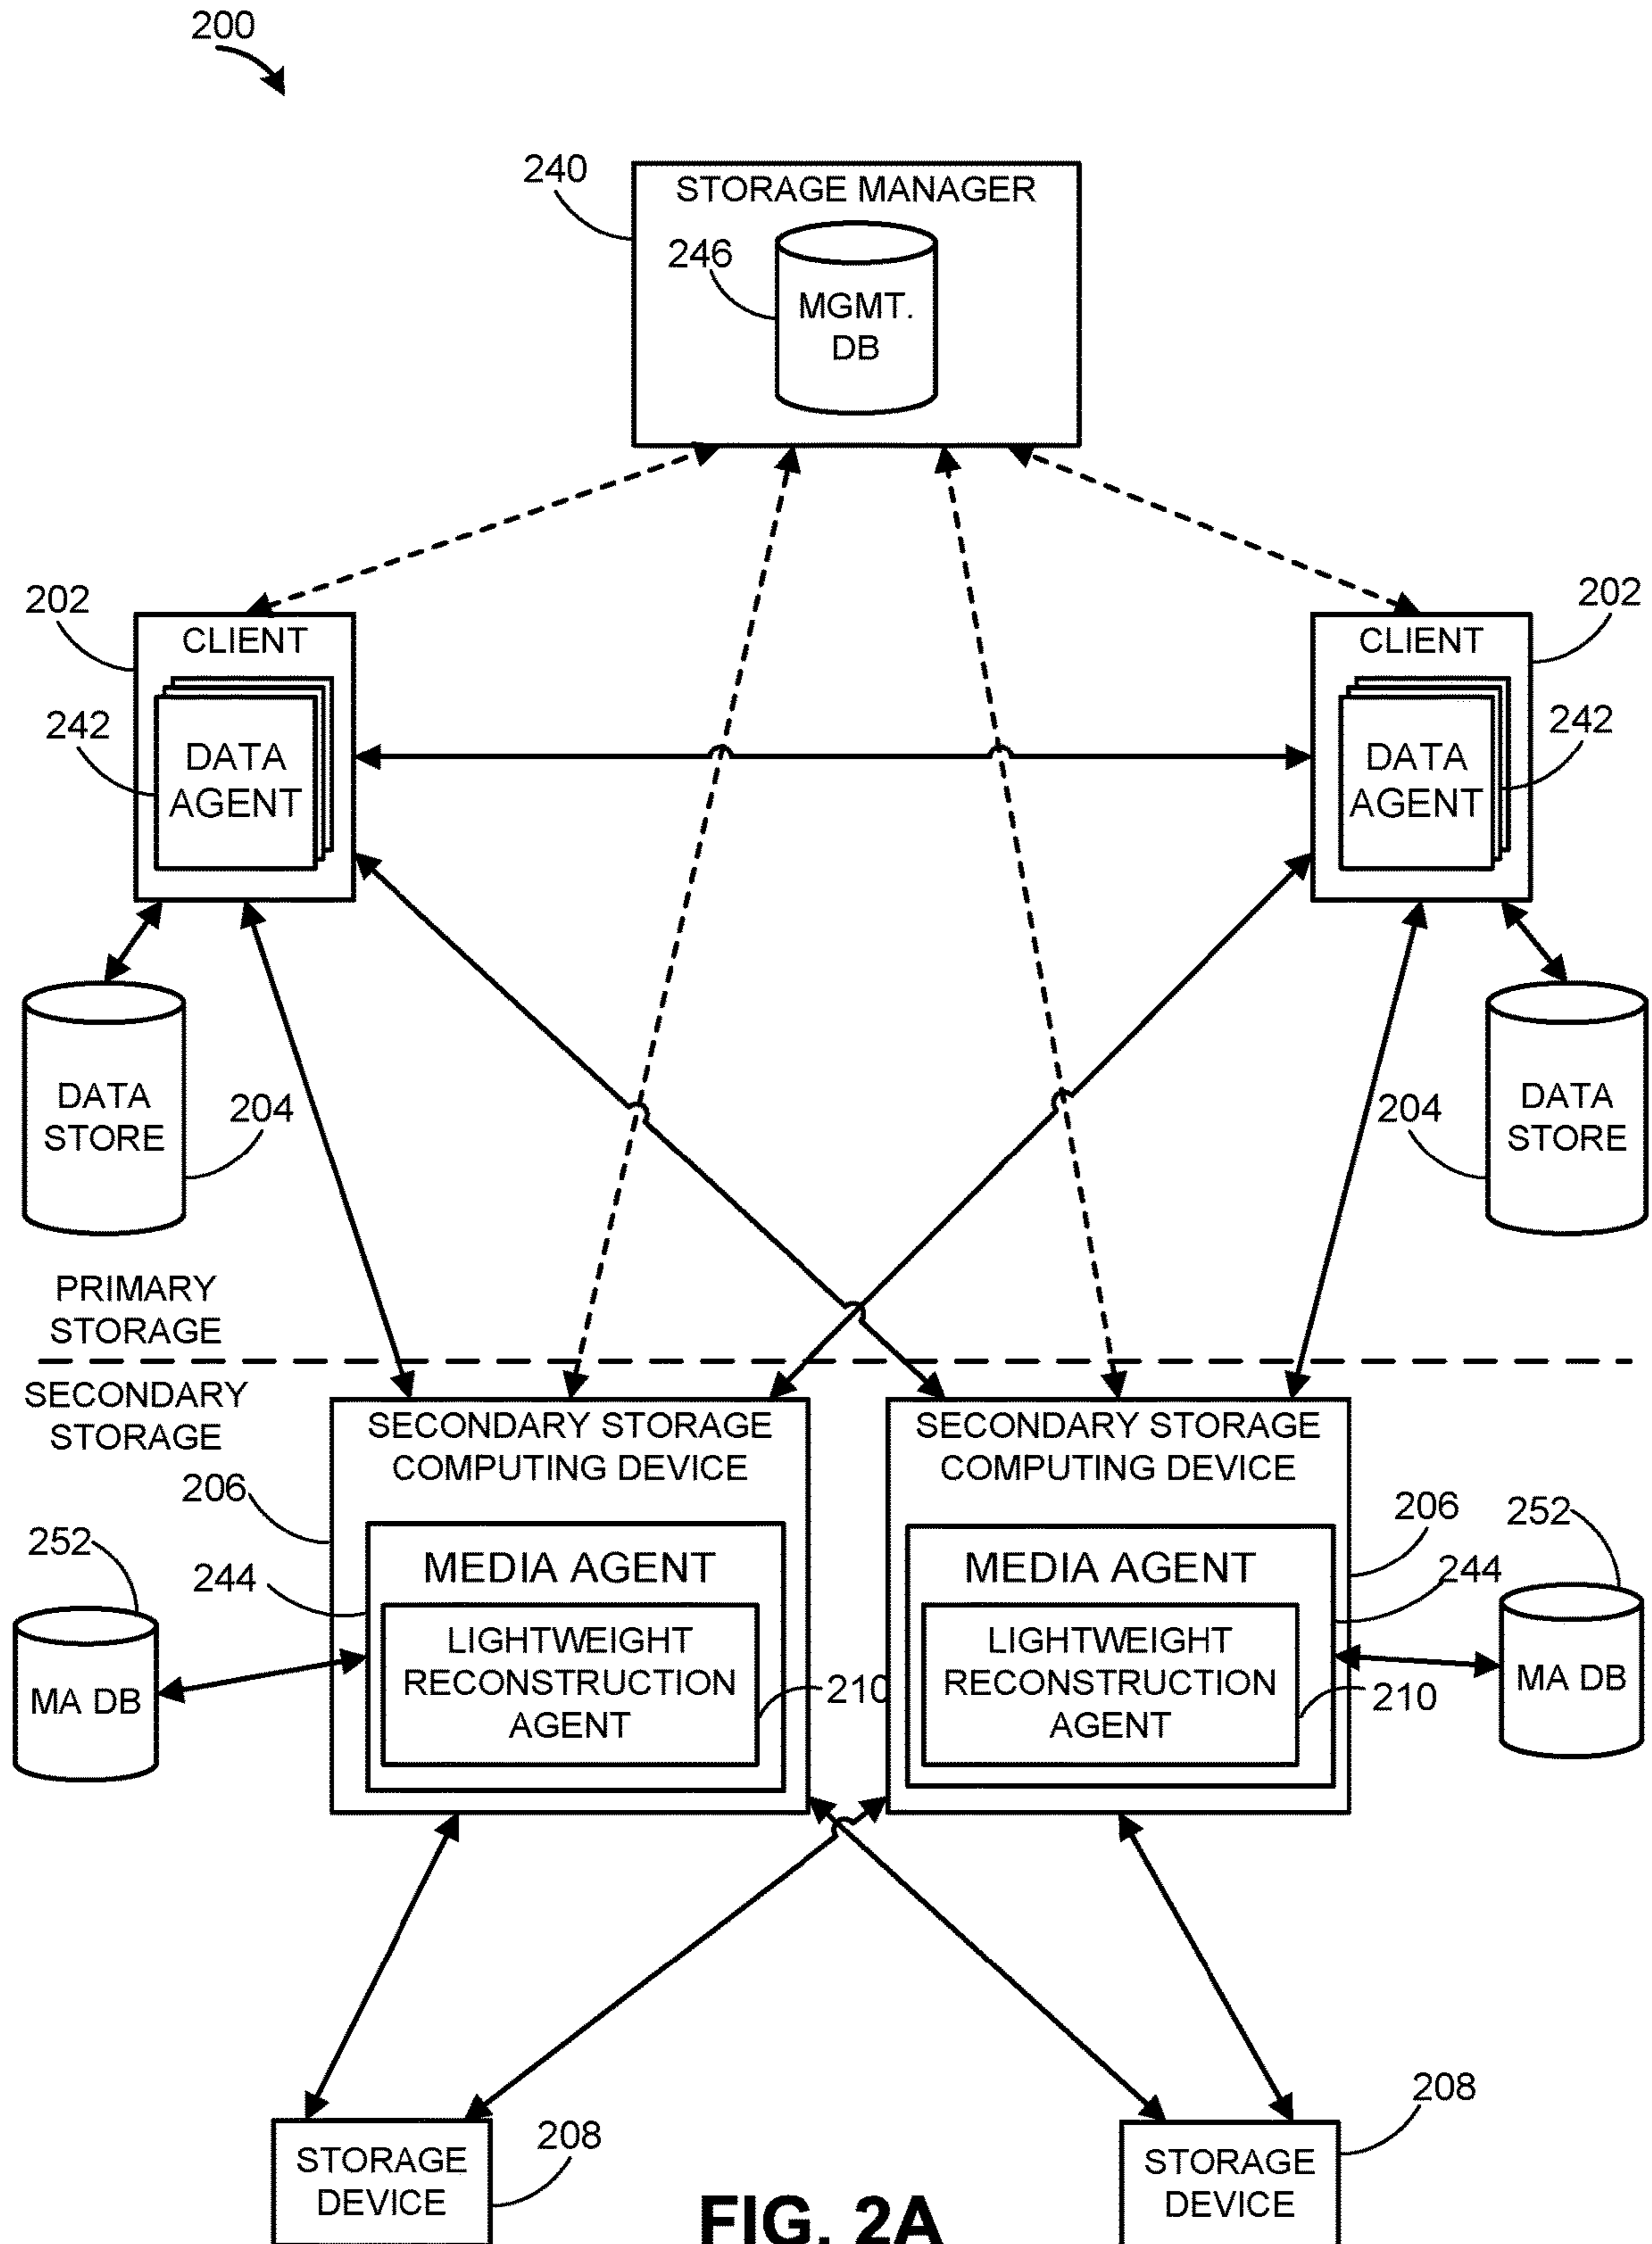 200
240
STORAGE MANAGER
246
MGMT.
DB
202
CLIENT
242
DATA
AGENT
202
CLIENT
242
DATA
AGENT
DATA
STORE
204
204
DATA
STORE
PRIMARY
STORAGE
SECONDARY
STORAGE
SECONDARY STORAGE
COMPUTING DEVICE
206
244
MEDIA AGENT
LIGHTWEIGHT
RECONSTRUCTION
AGENT
210
252
MA DB
SECONDARY STORAGE
COMPUTING DEVICE
206
244
MEDIA AGENT
LIGHTWEIGHT
RECONSTRUCTION
AGENT
210
252
MA DB
STORAGE
DEVICE
208
208
STORAGE
DEVICE
FIG. 2A